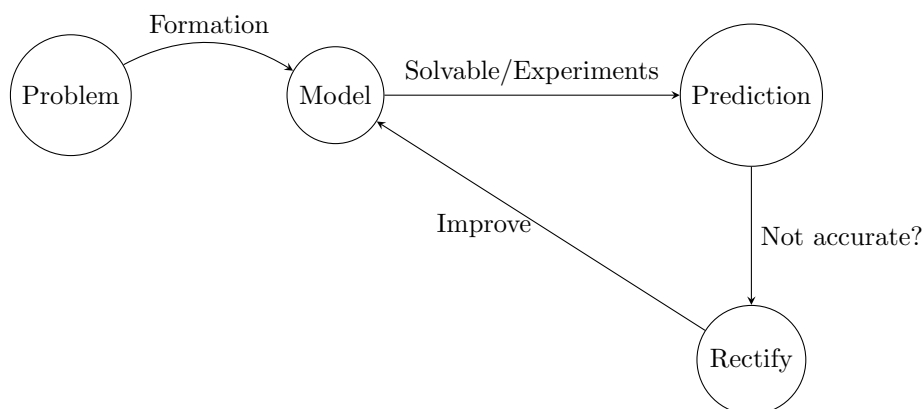 Formation
Problem
Model
Solvable/Experiments
Prediction
Improve
Not accurate?
Rectify